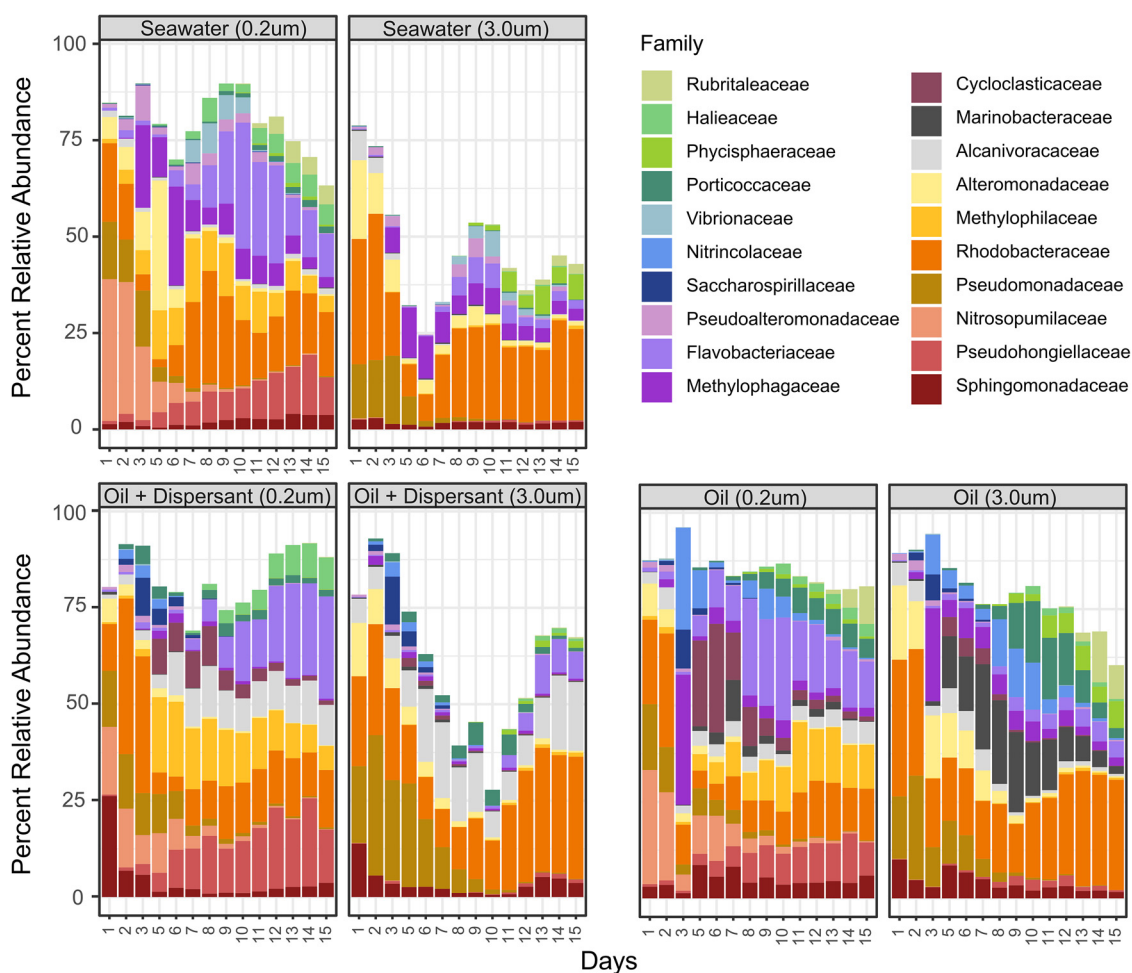 Seawater (0.2um)
Seawater (3.0um)
Percent Relative Abundance
100
75
50
25
0
1 2 3 5 6 7 8 9 10 11 12 13 14 15
1 2 3 5 6 7 8 9 10 11 12 13 14 15
Family
Rubritaleaceae
Halieaceae
Phycisphaeraceae
Porticoccaceae
Vibrionaceae
Nitrincolaceae
Saccharospirillaceae
Pseudoalteromonadaceae
Flavobacteriaceae
Methylophagaceae
Cycloclasticaceae
Marinobacteraceae
Alcanivoracaceae
Alteromonadaceae
Methylophilaceae
Rhodobacteraceae
Pseudomonadaceae
Nitrosopumilaceae
Pseudohongiellaceae
Sphingomonadaceae
Oil + Dispersant (0.2um)
Oil + Dispersant (3.0um)
Oil (0.2um)
Oil (3.0um)
Percent Relative Abundance
100
75
50
25
0
1 2 3 5 6 7 8 9 10 11 12 13 14 15
1 2 3 5 6 7 8 9 10 11 12 13 14 15
1 2 3 5 6 7 8 9 10 11 12 13 14 15
1 2 3 5 6 7 8 9 10 11 12 13 14 15
Days